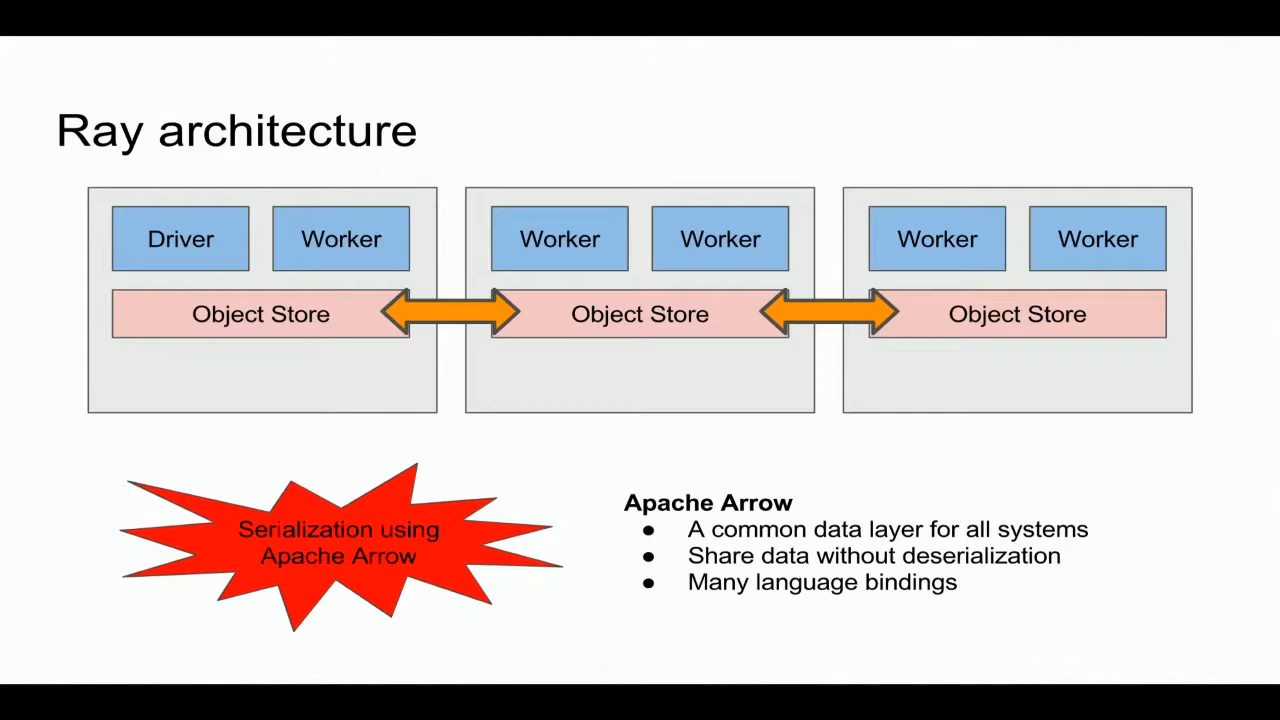 Ray architecture
Driver
Worker
Worker
Worker
Worker
Worker
Object Store
Object Store
Object Store
Serialization using
Apache Arrow
Apache Arrow
● A common data layer for all systems
● Share data without deserialization
● Many language bindings